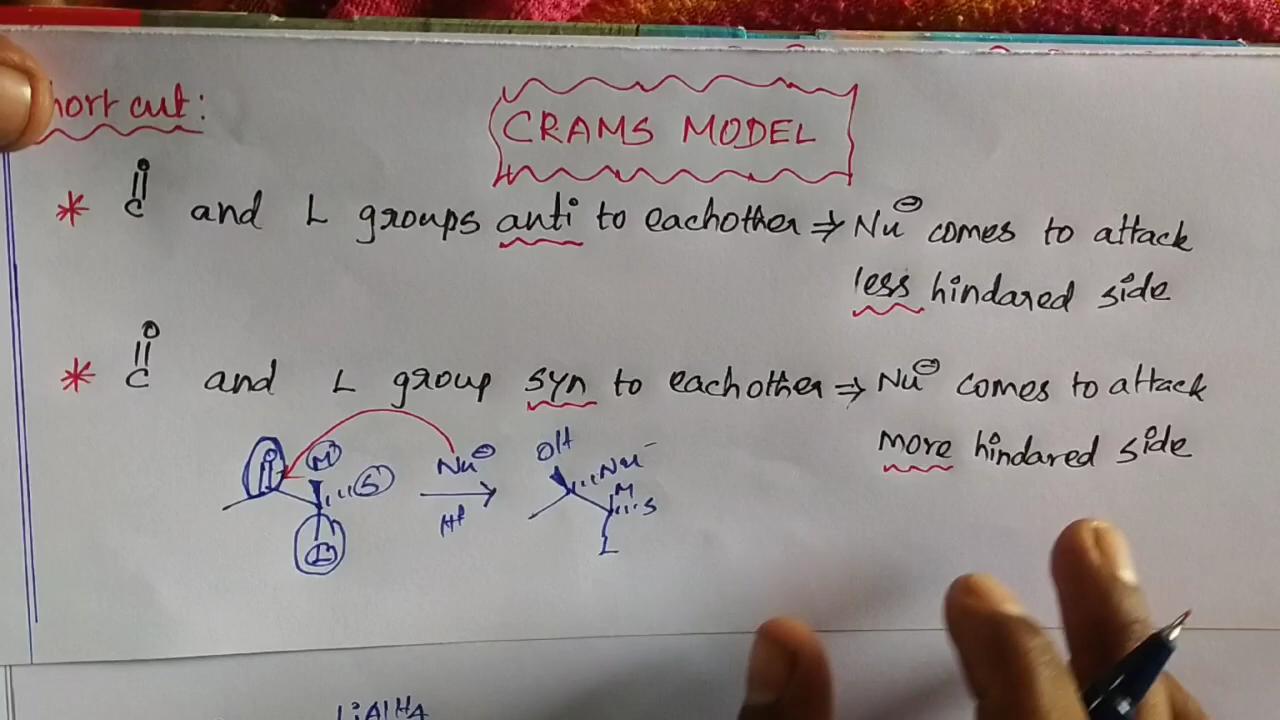 hort cut:
CRAMS MODEL
* O
C and L groups anti to eachother ⇒ Nu⊖ comes to attack
less hindared side
* O
C and L group syn to eachother ⇒ Nu⊖ comes to attack
more hindared side
O M S L
Nu⊖
H⊕
OH Nu⁻ M S L
LiAlH4